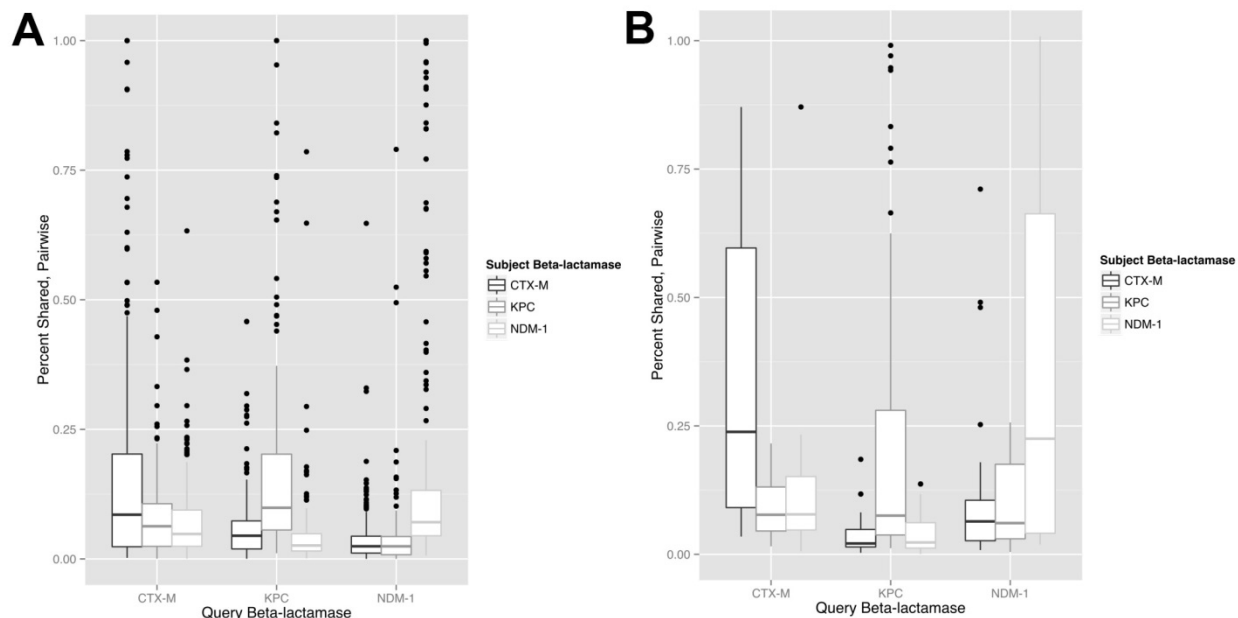 A
Percent Shared, Pairwise
1.00
0.75
0.50
0.25
0.00
CTX-M
KPC
NDM-1
Query Beta-lactamase
Subject Beta-lactamase
CTX-M
KPC
NDM-1
B
Percent Shared, Pairwise
1.00
0.75
0.50
0.25
0.00
CTX-M
KPC
NDM-1
Query Beta-lactamase
Subject Beta-lactamase
CTX-M
KPC
NDM-1